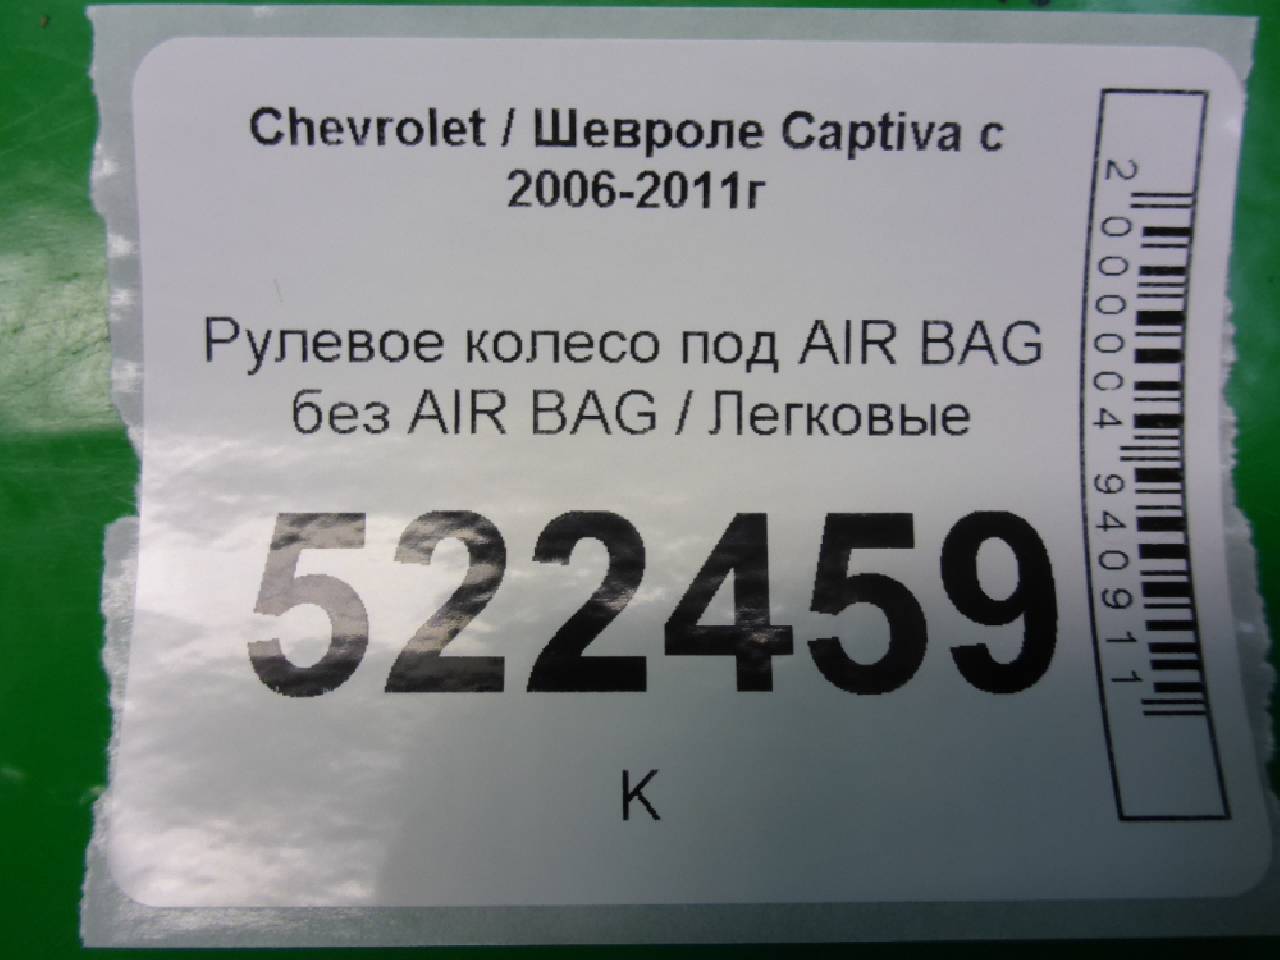 Chevrolet / Шевроле Captiva с
2006-2011г
Рулевое колесо под AIR BAG
без AIR BAG / Легковые
522459
К
2000004940911